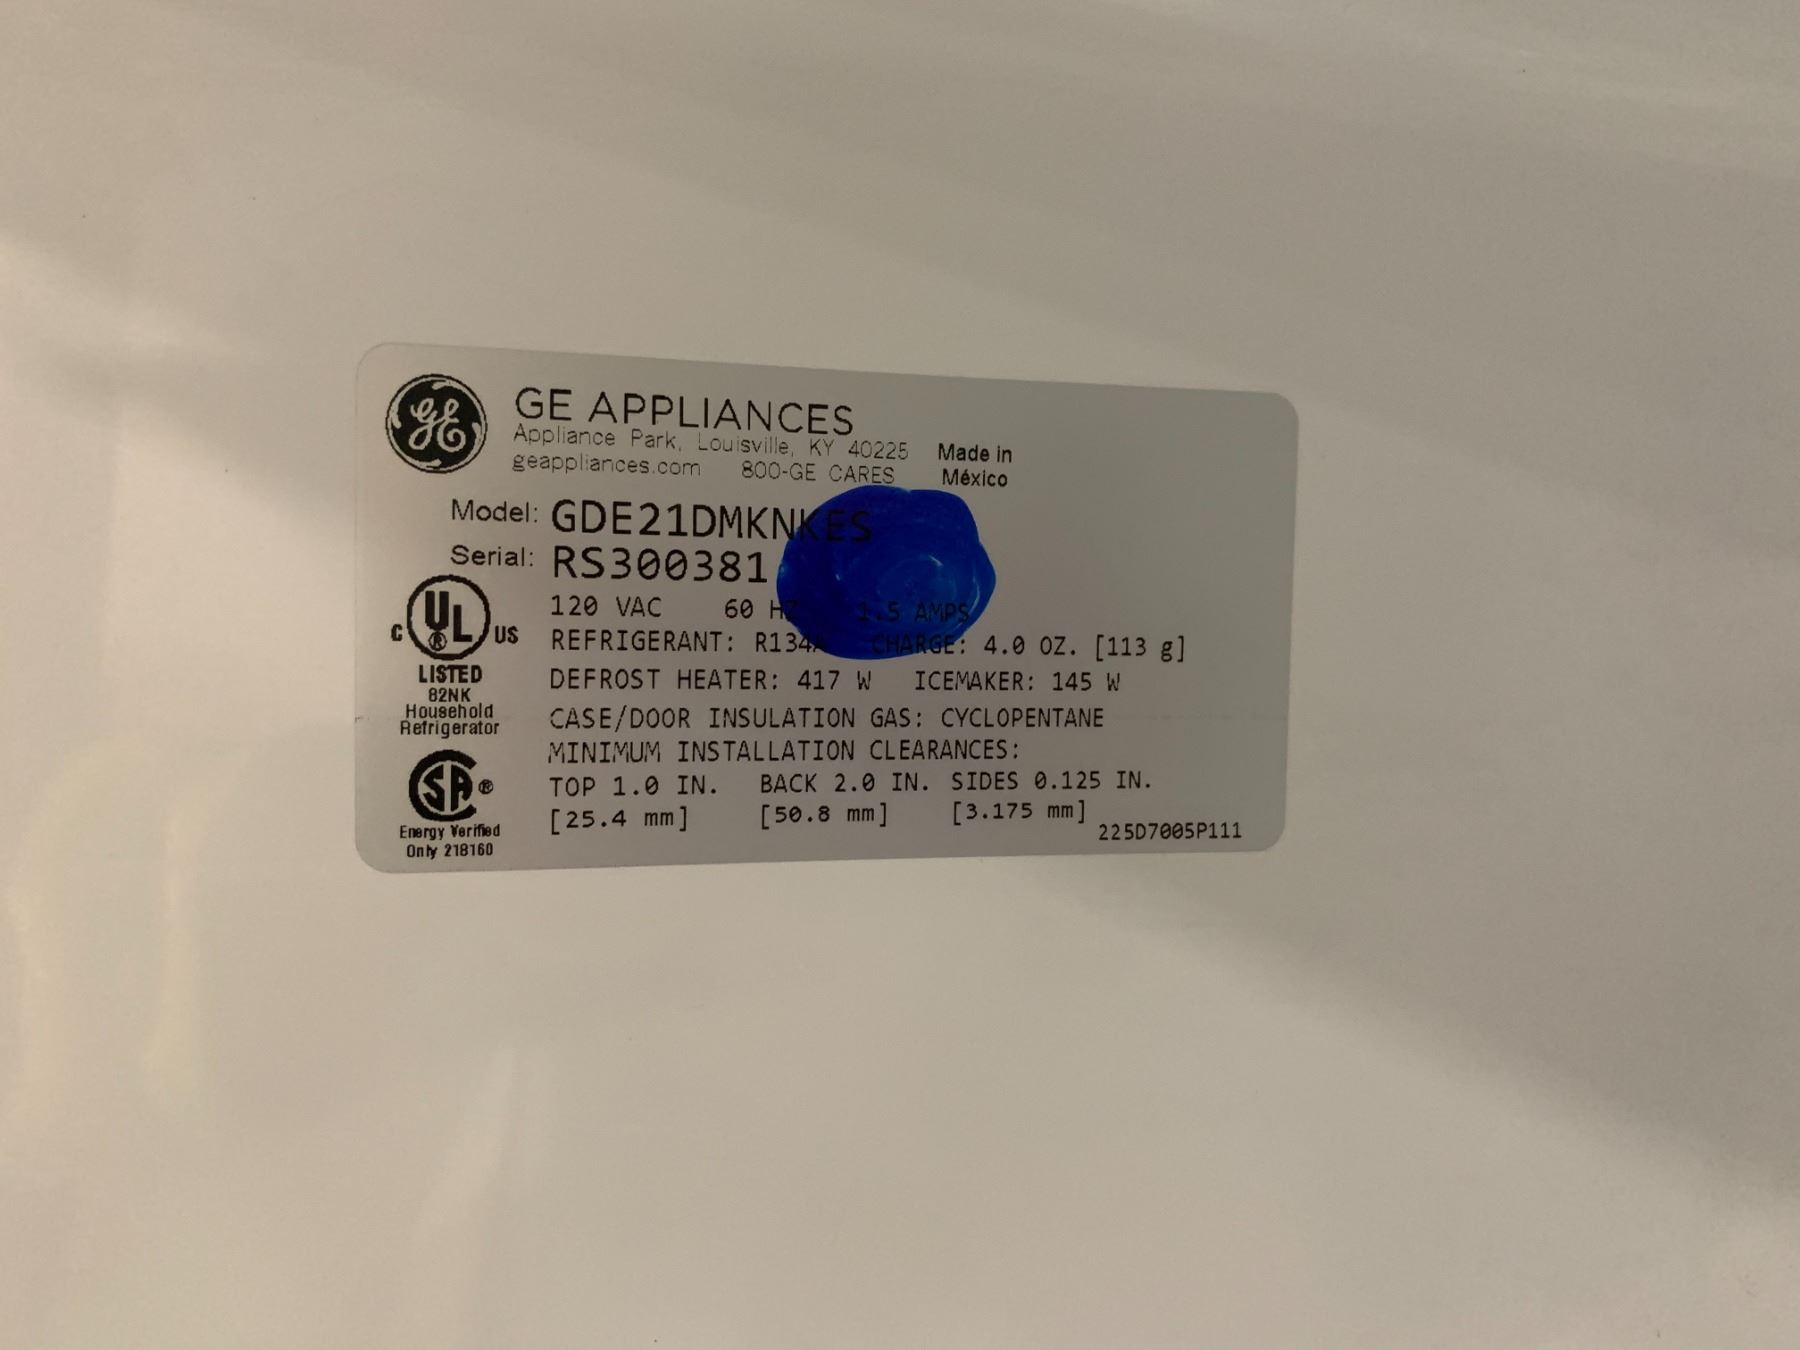 GE
GE APPLIANCES
Appliance Park, Louisville, KY 40225
geappliances.com 800-GE CARES
Made in
México
Model: GDE21DMKNKES
Serial: RS300381
120 VAC 60 HZ 1.5 AMPS
REFRIGERANT: R134A CHARGE: 4.0 OZ. [113 g]
DEFROST HEATER: 417 W ICEMAKER: 145 W
CASE/DOOR INSULATION GAS: CYCLOPENTANE
MINIMUM INSTALLATION CLEARANCES:
TOP 1.0 IN. BACK 2.0 IN. SIDES 0.125 IN.
[25.4 mm] [50.8 mm] [3.175 mm]
225D7005P111
C UL® US
LISTED
82NK
Household
Refrigerator
SA®
Energy Verified
Only 218160